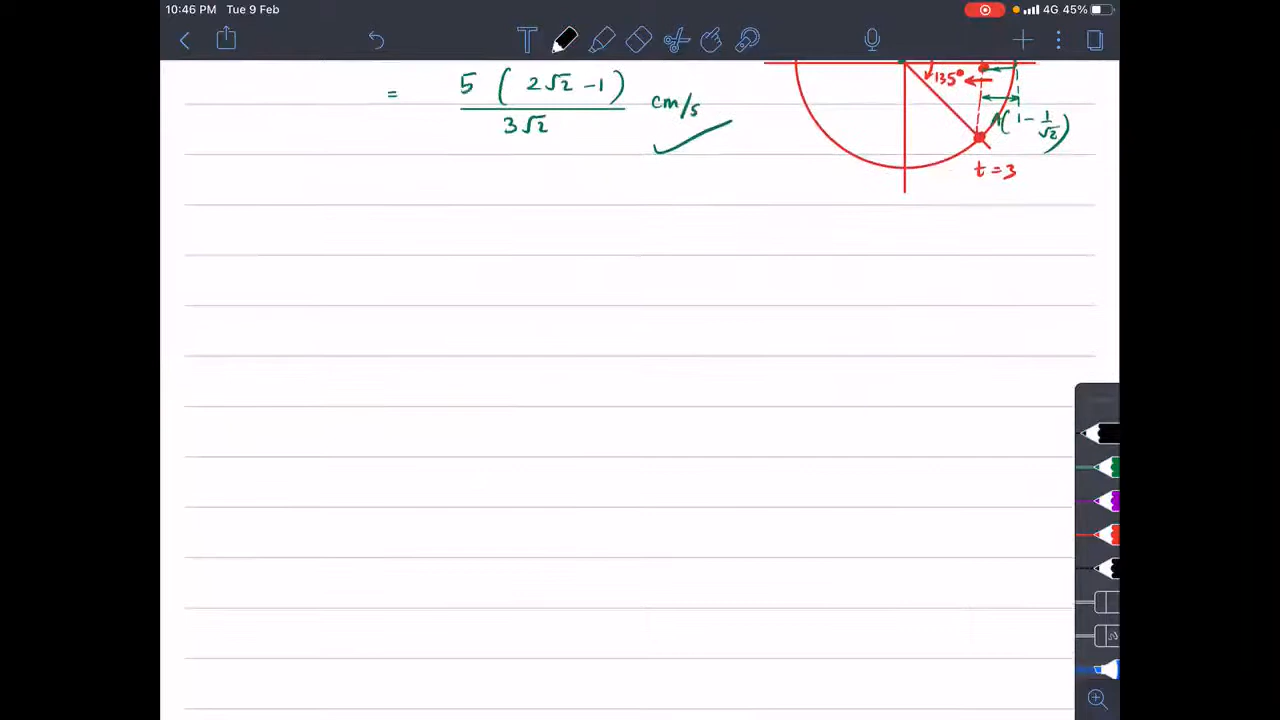 10:46 PM Tue 9 Feb
4G 45%
T
= 5 ( 2√2 - 1 ) / 3√2 cm/s
135°
A( 1 - 1/√2 )
t = 3